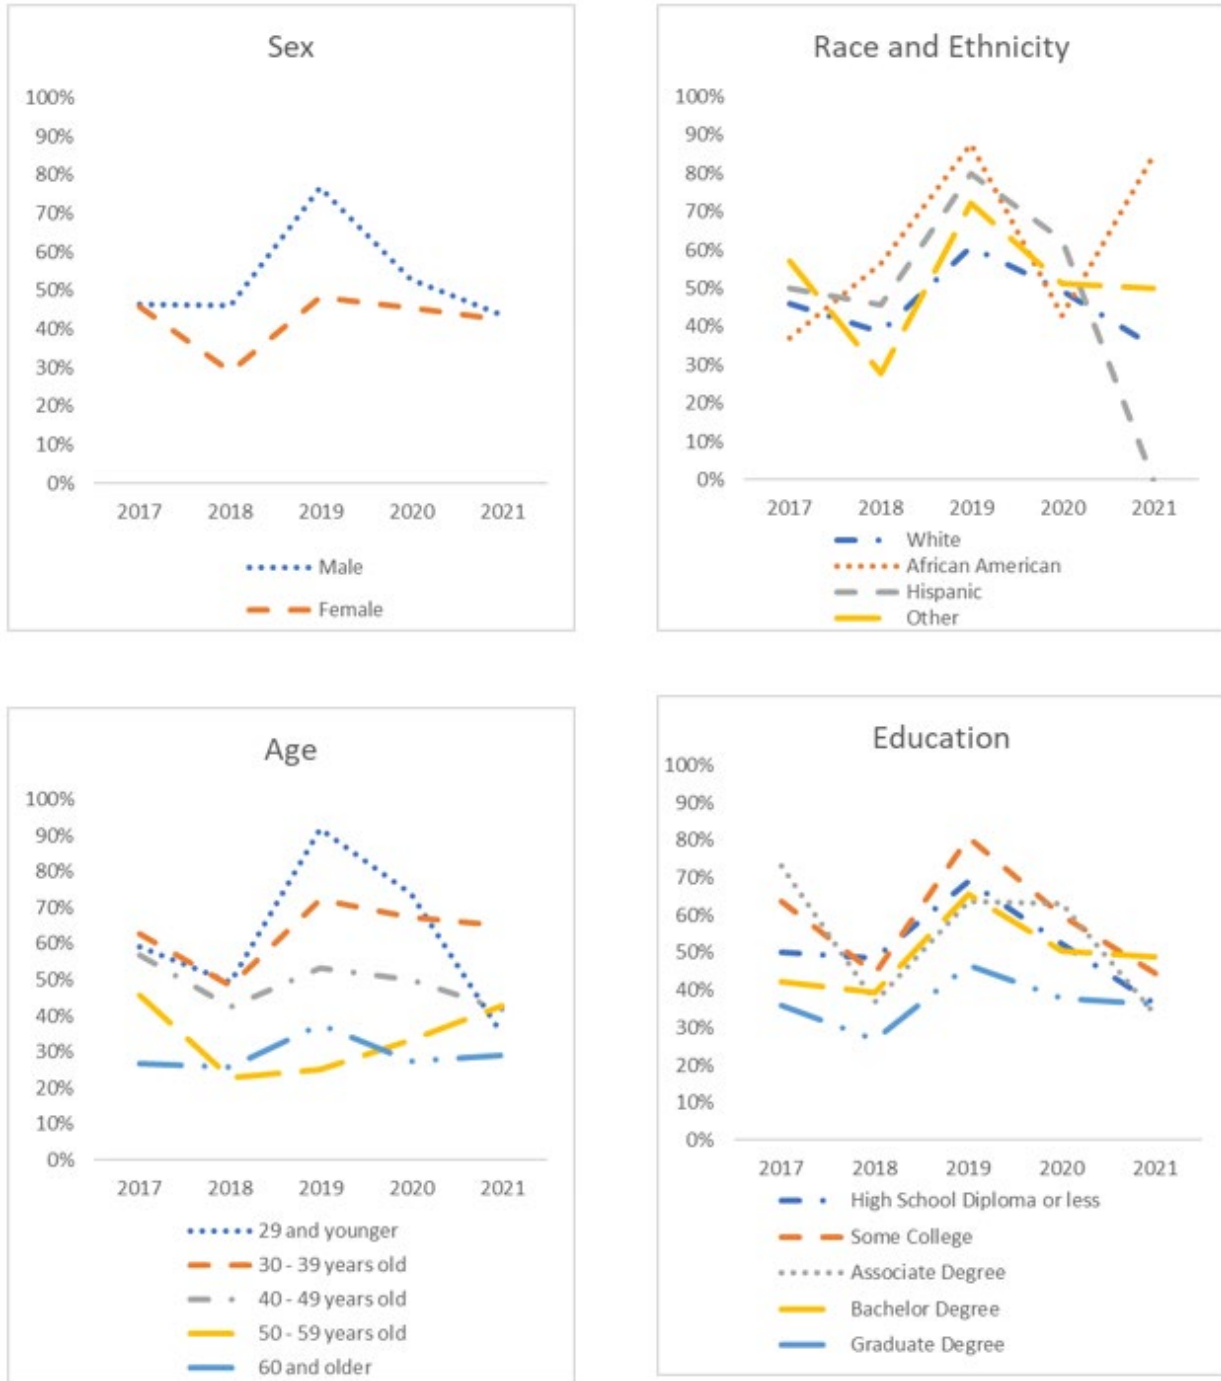 Sex
100%
90%
80%
70%
60%
50%
40%
30%
20%
10%
0%
2017 2018 2019 2020 2021
Male
Female
Race and Ethnicity
100%
90%
80%
70%
60%
50%
40%
30%
20%
10%
0%
2017 2018 2019 2020 2021
White
African American
Hispanic
Other
Age
100%
90%
80%
70%
60%
50%
40%
30%
20%
10%
0%
2017 2018 2019 2020 2021
29 and younger
30 - 39 years old
40 - 49 years old
50 - 59 years old
60 and older
Education
100%
90%
80%
70%
60%
50%
40%
30%
20%
10%
0%
2017 2018 2019 2020 2021
High School Diploma or less
Some College
Associate Degree
Bachelor Degree
Graduate Degree